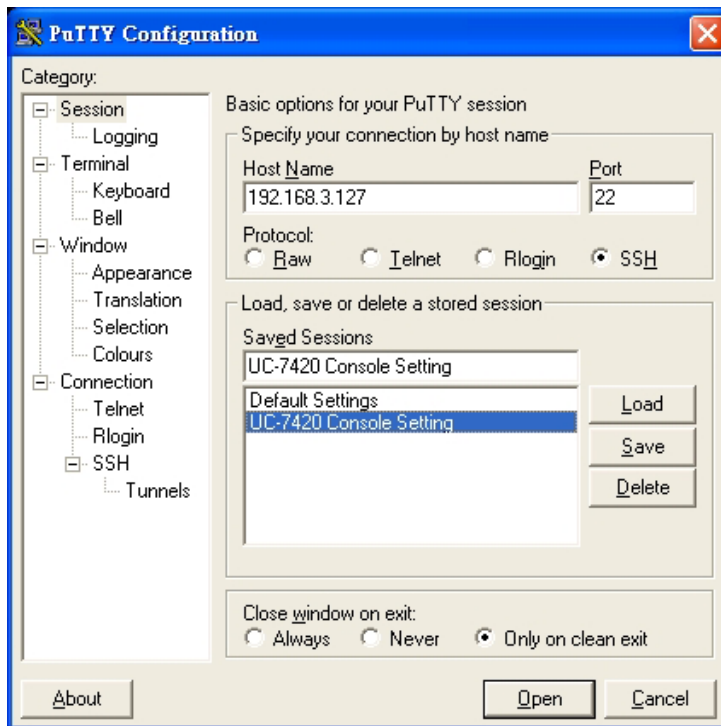 PuTTY Configuration
Category:
Session
Logging
Terminal
Keyboard
Bell
Window
Appearance
Translation
Selection
Colours
Connection
Telnet
Rlogin
SSH
Tunnels
Basic options for your PuTTY session
Specify your connection by host name
Host Name Port
192.168.3.127 22
Protocol:
Raw Telnet Rlogin SSH
Load, save or delete a stored session
Saved Sessions
UC-7420 Console Setting
Default Settings
UC-7420 Console Setting
Load
Save
Delete
Close window on exit:
Always Never Only on clean exit
About Open Cancel